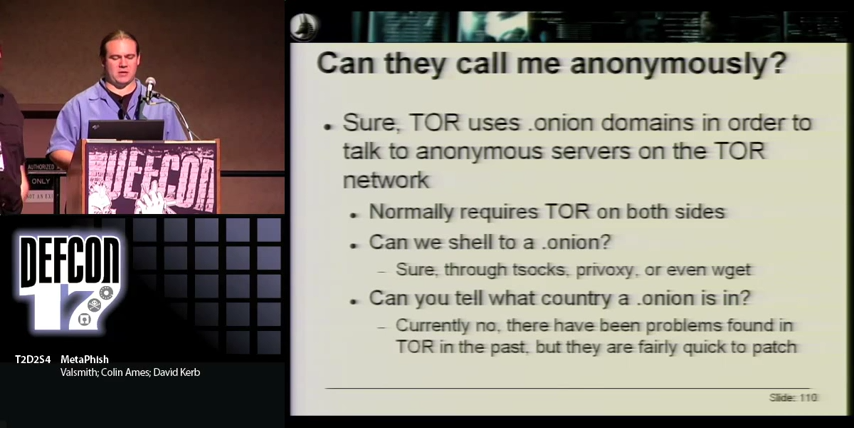 Can they call me anonymously?
• Sure, TOR uses .onion domains in order to
talk to anonymous servers on the TOR
network
• Normally requires TOR on both sides
• Can we shell to a .onion?
– Sure, through tsocks, privoxy, or even wget
• Can you tell what country a .onion is in?
– Currently no, there have been problems found in
TOR in the past, but they are fairly quick to patch
Slide: 110
AUTHORIZED
ONLY
DEFCON
DEFCON
17
T2D2S4 MetaPhish
Valsmith; Colin Ames; David Kerb